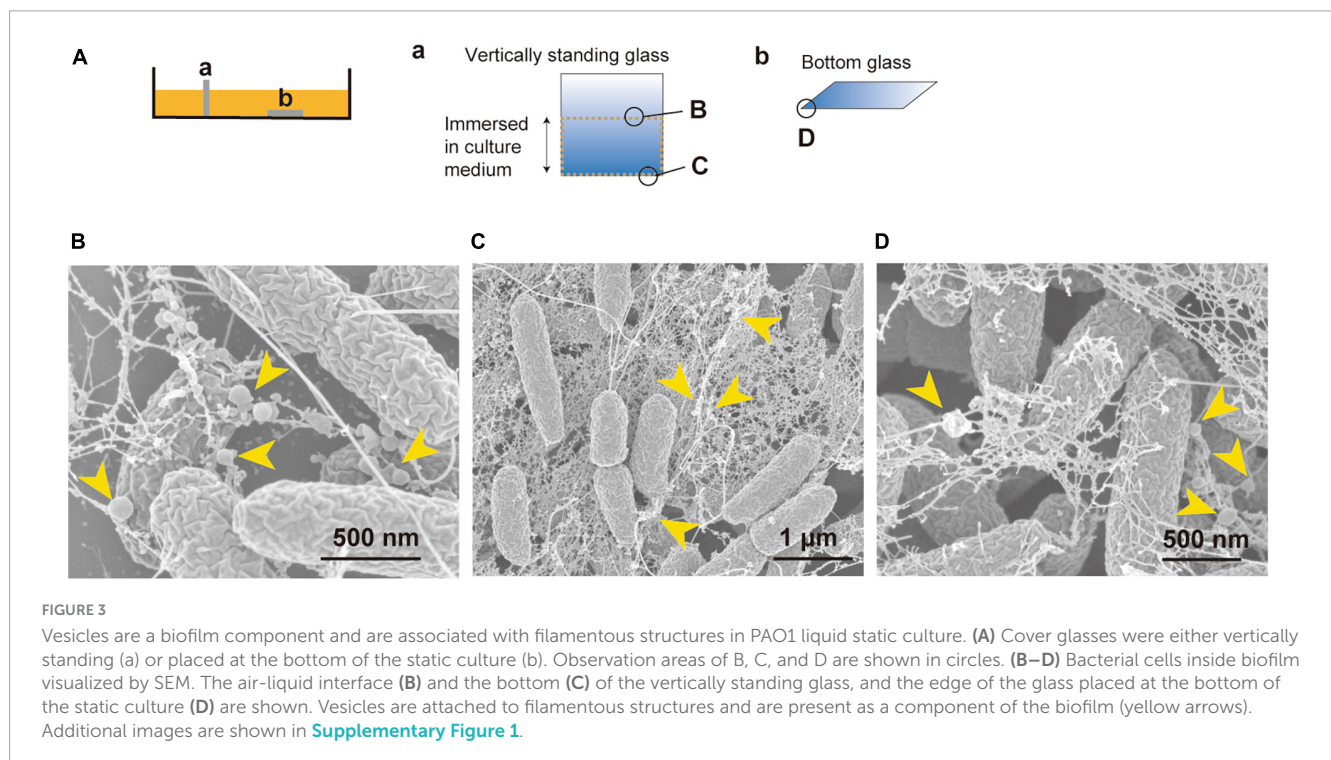 A
a
b
a
Vertically standing glass
Immersed
in culture
medium
B
C
b
Bottom glass
D
B
500 nm
C
1 µm
D
500 nm
FIGURE 3
Vesicles are a biofilm component and are associated with filamentous structures in PAO1 liquid static culture. (A) Cover glasses were either vertically
standing (a) or placed at the bottom of the static culture (b). Observation areas of B, C, and D are shown in circles. (B–D) Bacterial cells inside biofilm
visualized by SEM. The air-liquid interface (B) and the bottom (C) of the vertically standing glass, and the edge of the glass placed at the bottom of
the static culture (D) are shown. Vesicles are attached to filamentous structures and are present as a component of the biofilm (yellow arrows).
Additional images are shown in Supplementary Figure 1.